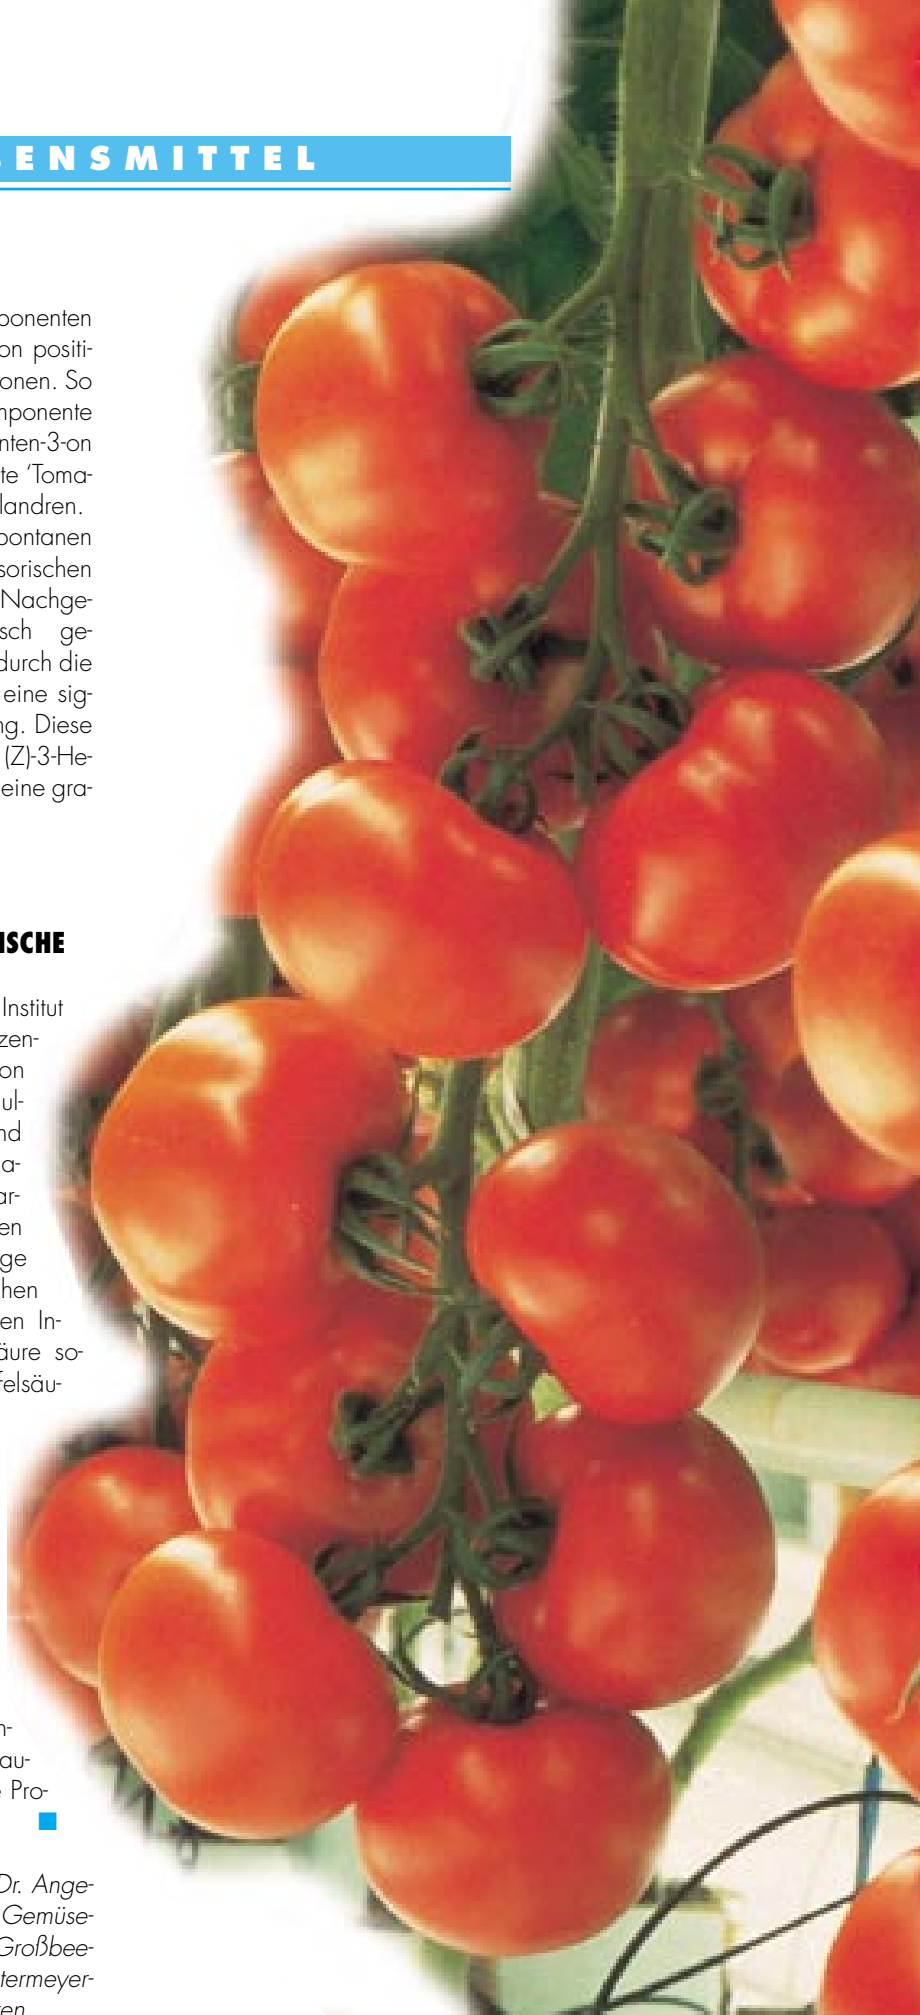 ENSMITTEL
ponenten
on positi-
onen. So
mponente
nten-3-on
te ‘Toma-
landren.
pontanen
sorischen
Nachge-
sch ge-
durch die
eine sig-
ng. Diese
(Z)-3-He-
eine gra-
ISCHE
Institut
zen-
on
ul-
nd
a-
ar-
en
ge
hen
en In-
äure so-
felsäu-
n-
au-
e Pro-
Dr. Ange-
Gemüse-
Großbee-
termeyer-
en